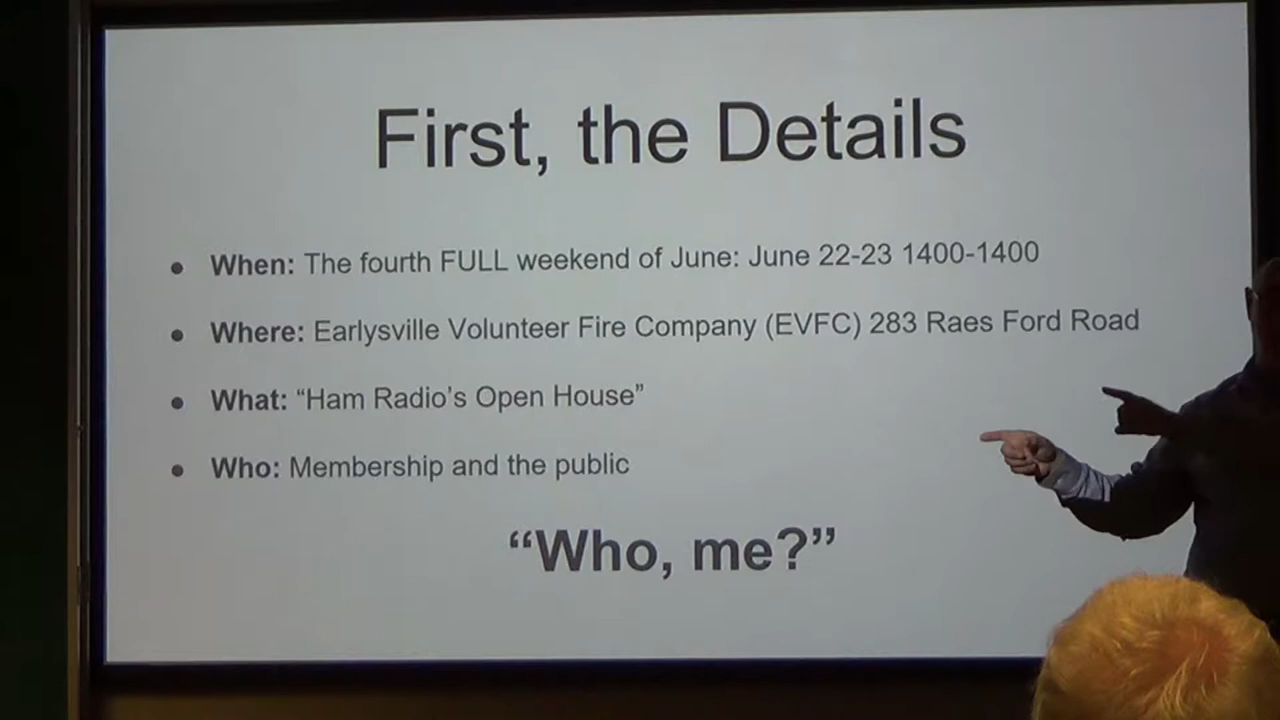 First, the Details
• When: The fourth FULL weekend of June: June 22-23 1400-1400
• Where: Earlysville Volunteer Fire Company (EVFC) 283 Raes Ford Road
• What: “Ham Radio’s Open House”
• Who: Membership and the public
“Who, me?”